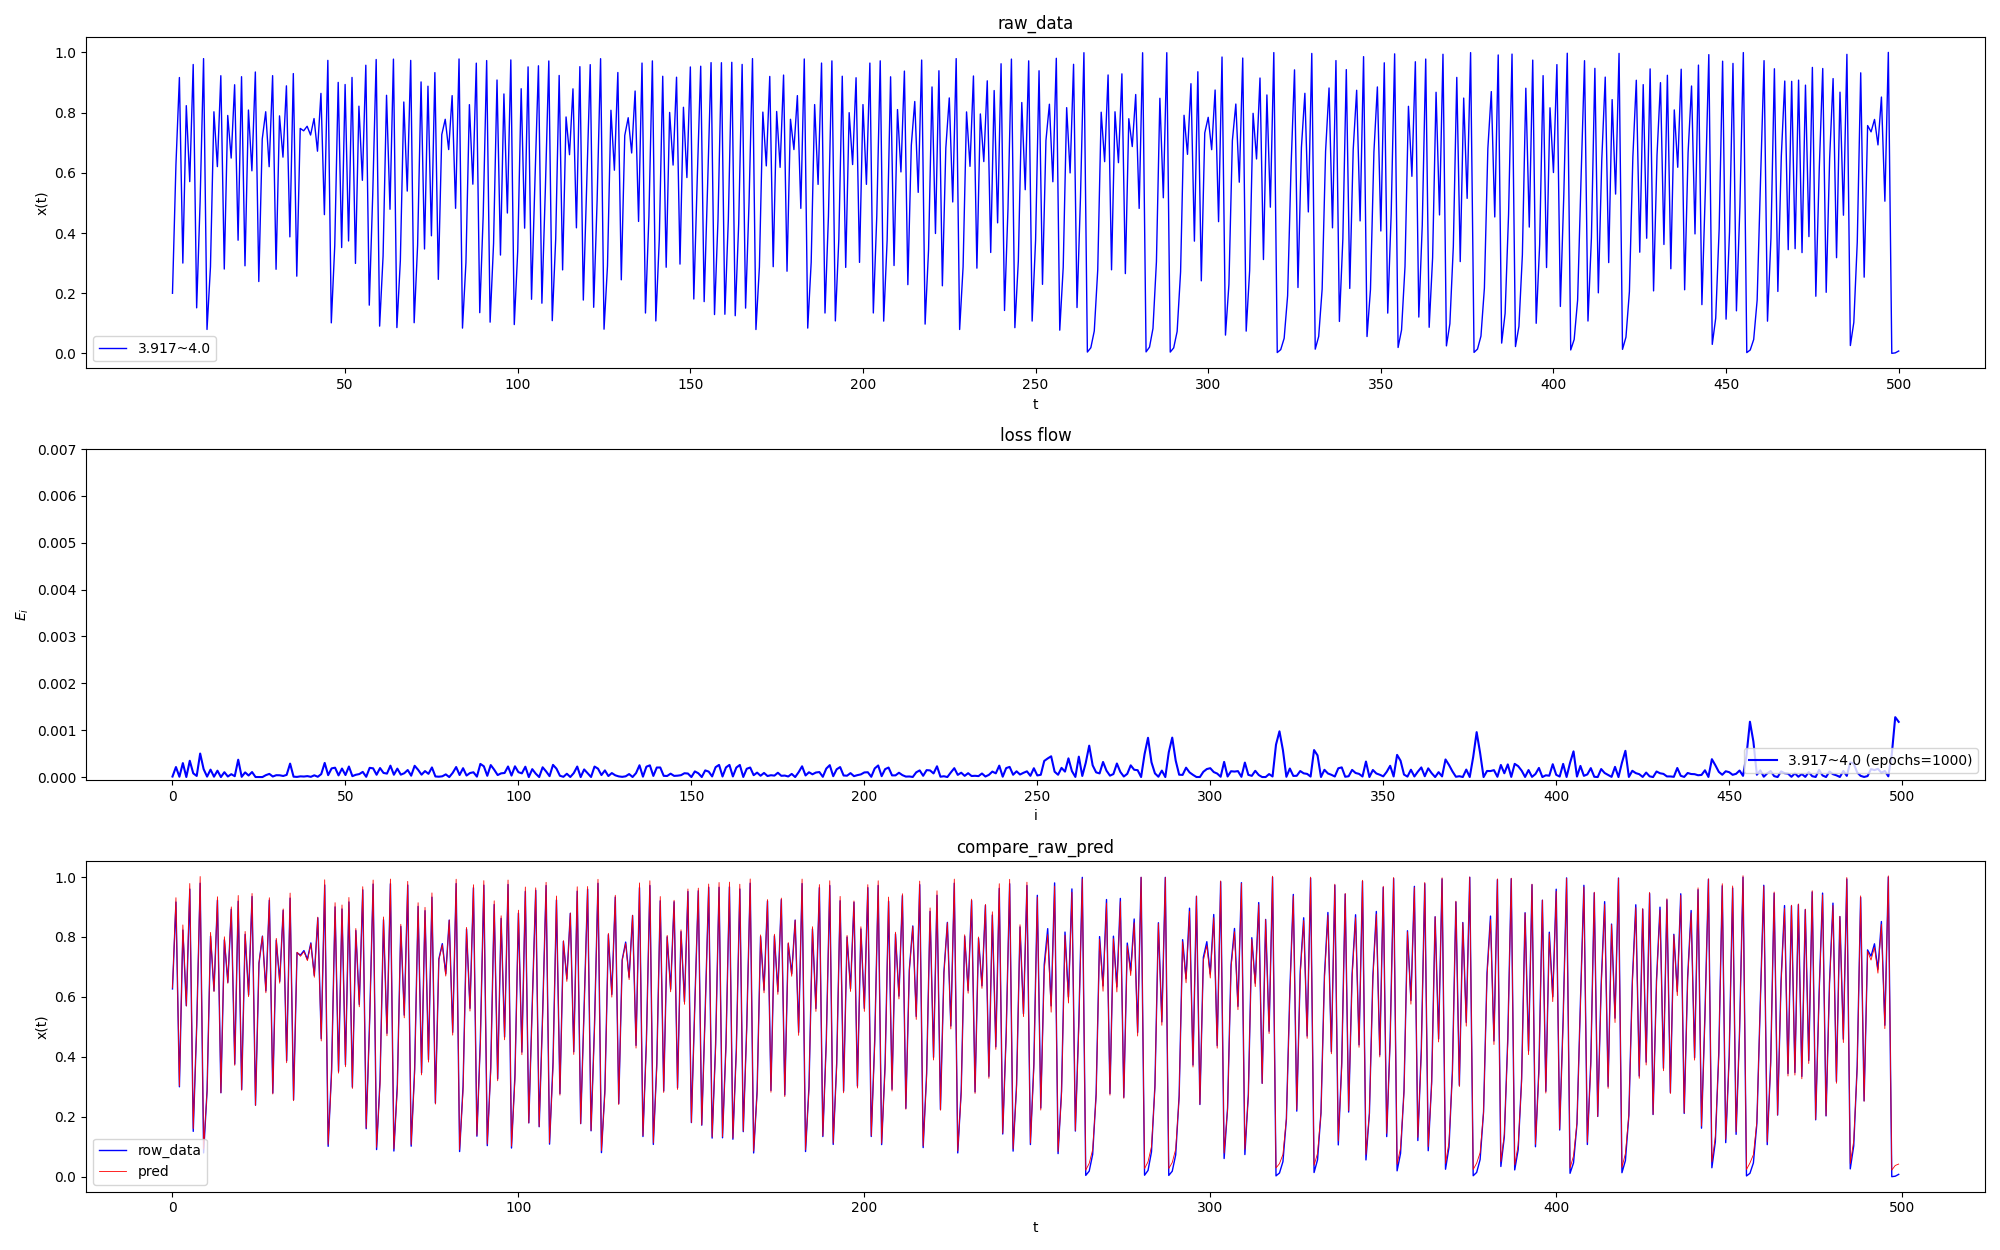 raw_data
1.0
0.8
0.6
0.4
0.2
0.0
x(t)
3.917~4.0
50 100 150 200 250 300 350 400 450 500
t
loss flow
0.007
0.006
0.005
0.004
0.003
0.002
0.001
0.000
E_i
3.917~4.0 (epochs=1000)
0 50 100 150 200 250 300 350 400 450 500
i
compare_raw_pred
1.0
0.8
0.6
0.4
0.2
0.0
x(t)
row_data
pred
0 100 200 300 400 500
t